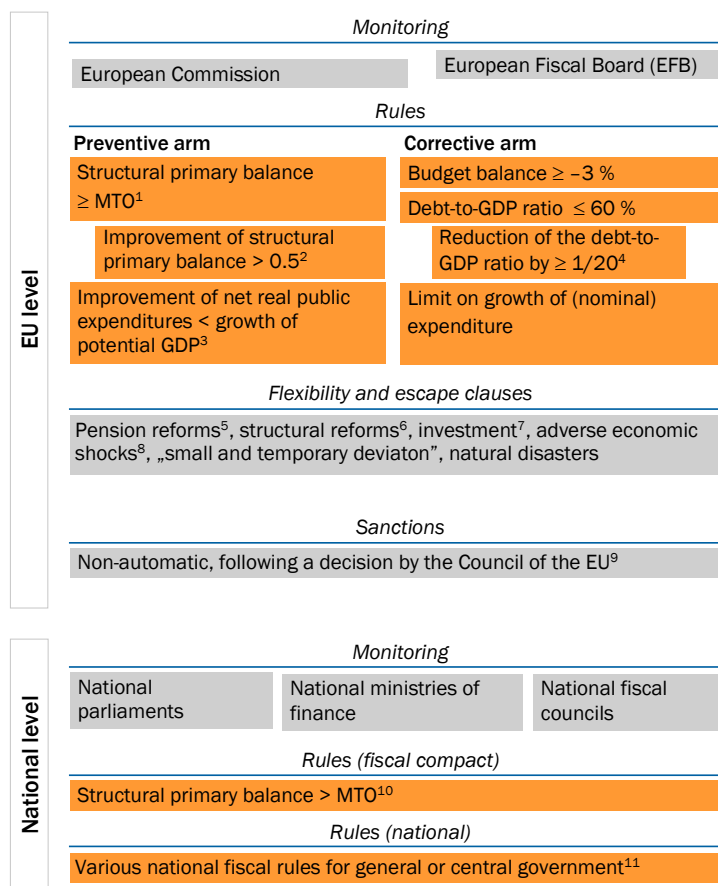 EU level
Monitoring
European Commission
European Fiscal Board (EFB)
Rules
Preventive arm
Structural primary balance
≥ MTO¹
Improvement of structural
primary balance > 0.5²
Improvement of net real public
expenditures < growth of
potential GDP³
Corrective arm
Budget balance ≥ –3 %
Debt-to-GDP ratio ≤ 60 %
Reduction of the debt-to-
GDP ratio by ≥ 1/20⁴
Limit on growth of (nominal)
expenditure
Flexibility and escape clauses
Pension reforms⁵, structural reforms⁶, investment⁷, adverse economic
shocks⁸, „small and temporary deviaton”, natural disasters
Sanctions
Non-automatic, following a decision by the Council of the EU⁹
National level
Monitoring
National
parliaments
National ministries of
finance
National fiscal
councils
Rules (fiscal compact)
Structural primary balance > MTO¹⁰
Rules (national)
Various national fiscal rules for general or central government¹¹